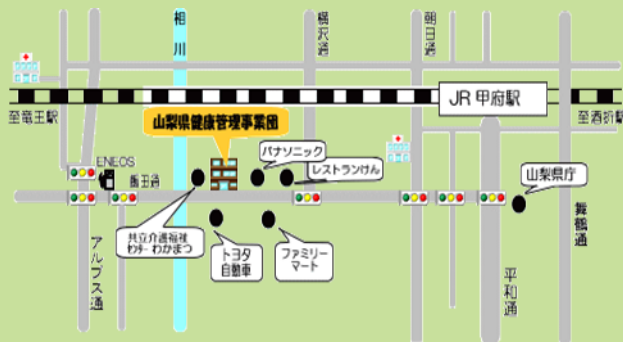 相川
横沢通
朝日通
JR 甲府駅
至竜王駅
至酒折駅
山梨県健康管理事業団
パナソニック
レストランけん
ENEOS
飯田通
山梨県庁
共立介護福祉
センター わかまつ
トヨタ
自動車
ファミリー
マート
アルプス通
平和通
舞鶴通